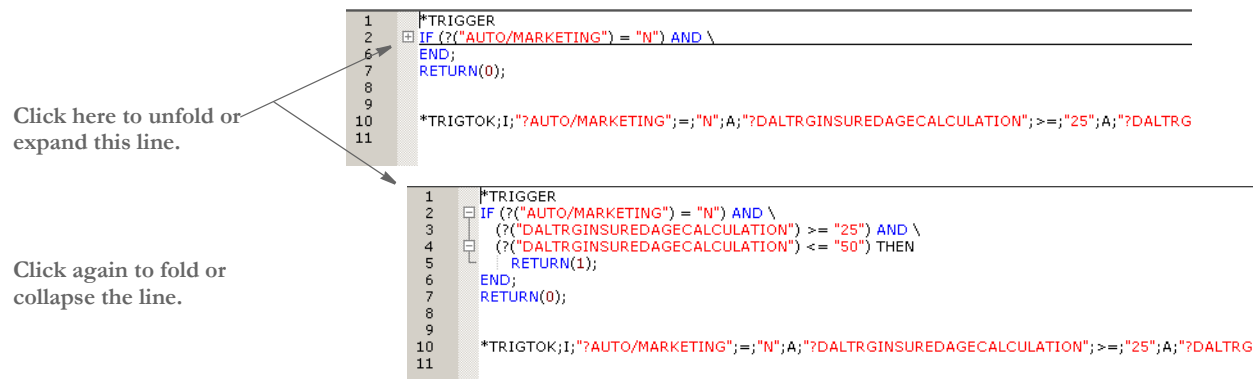 1 *TRIGGER
2 IF (?("AUTO/MARKETING") = "N") AND \
6 END;
7 RETURN(0);
8
9
10 *TRIGTOK;I;"?AUTO/MARKETING";=;"N";A;"?DALTRGINSUREDAGECALCULATION";>=;"25";A;"?DALTRG
11
Click here to unfold or
expand this line.
1 *TRIGGER
2 IF (?("AUTO/MARKETING") = "N") AND \
3 (?("DALTRGINSUREDAGECALCULATION") >= "25") AND \
4 (?("DALTRGINSUREDAGECALCULATION") <= "50") THEN
5 RETURN(1);
6 END;
7 RETURN(0);
8
9
10 *TRIGTOK;I;"?AUTO/MARKETING";=;"N";A;"?DALTRGINSUREDAGECALCULATION";>=;"25";A;"?DALTRG
11
Click again to fold or
collapse the line.